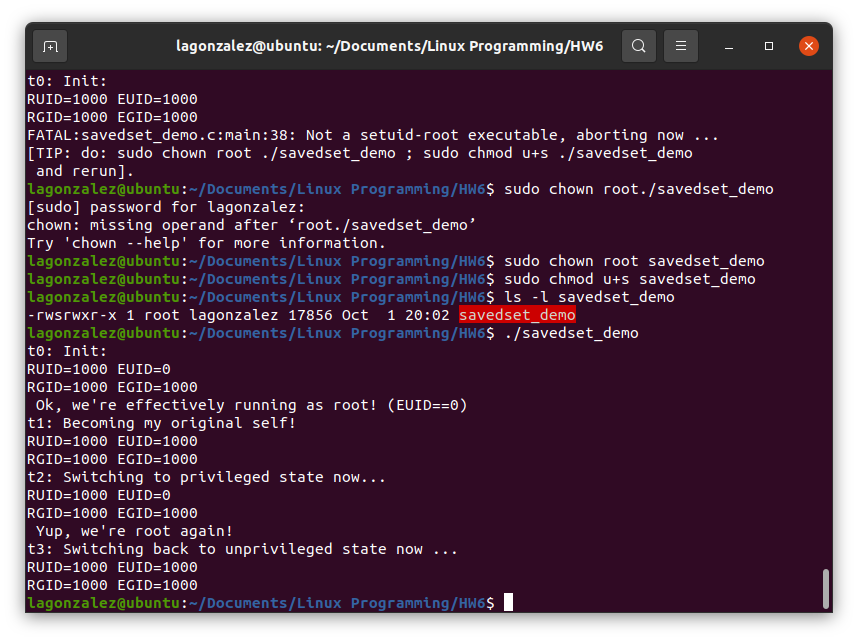 lagonzalez@ubuntu: ~/Documents/Linux Programming/HW6
t0: Init:
RUID=1000 EUID=1000
RGID=1000 EGID=1000
FATAL:savedset_demo.c:main:38: Not a setuid-root executable, aborting now ...
[TIP: do: sudo chown root ./savedset_demo ; sudo chmod u+s ./savedset_demo
 and rerun].
lagonzalez@ubuntu:~/Documents/Linux Programming/HW6$ sudo chown root./savedset_demo
[sudo] password for lagonzalez:
chown: missing operand after ‘root./savedset_demo’
Try 'chown --help' for more information.
lagonzalez@ubuntu:~/Documents/Linux Programming/HW6$ sudo chown root savedset_demo
lagonzalez@ubuntu:~/Documents/Linux Programming/HW6$ sudo chmod u+s savedset_demo
lagonzalez@ubuntu:~/Documents/Linux Programming/HW6$ ls -l savedset_demo
-rwsrwxr-x 1 root lagonzalez 17856 Oct  1 20:02 savedset_demo
lagonzalez@ubuntu:~/Documents/Linux Programming/HW6$ ./savedset_demo
t0: Init:
RUID=1000 EUID=0
RGID=1000 EGID=1000
 Ok, we're effectively running as root! (EUID==0)
t1: Becoming my original self!
RUID=1000 EUID=1000
RGID=1000 EGID=1000
t2: Switching to privileged state now...
RUID=1000 EUID=0
RGID=1000 EGID=1000
 Yup, we're root again!
t3: Switching back to unprivileged state now ...
RUID=1000 EUID=1000
RGID=1000 EGID=1000
lagonzalez@ubuntu:~/Documents/Linux Programming/HW6$